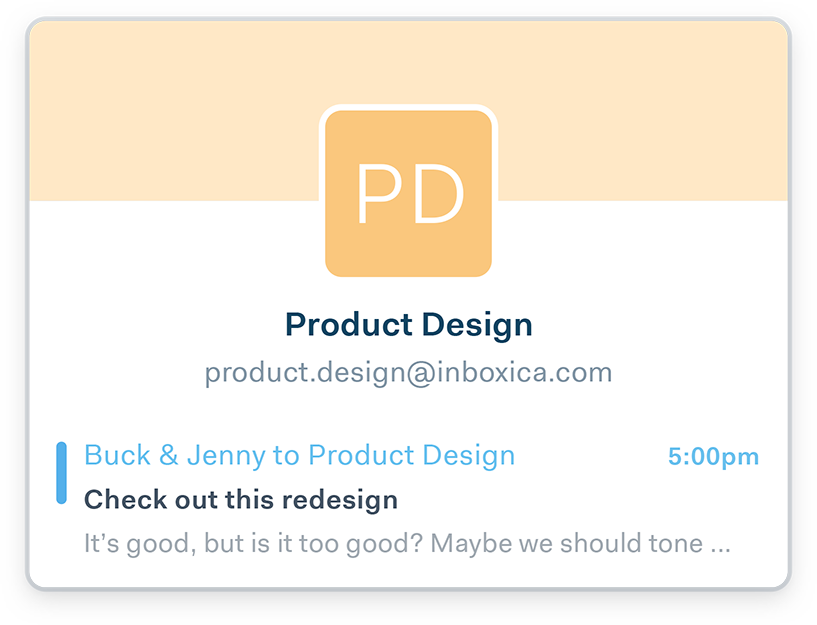 PD
Product Design
product.design@inboxica.com
Buck & Jenny to Product Design 5:00pm
Check out this redesign
It’s good, but is it too good? Maybe we should tone ...